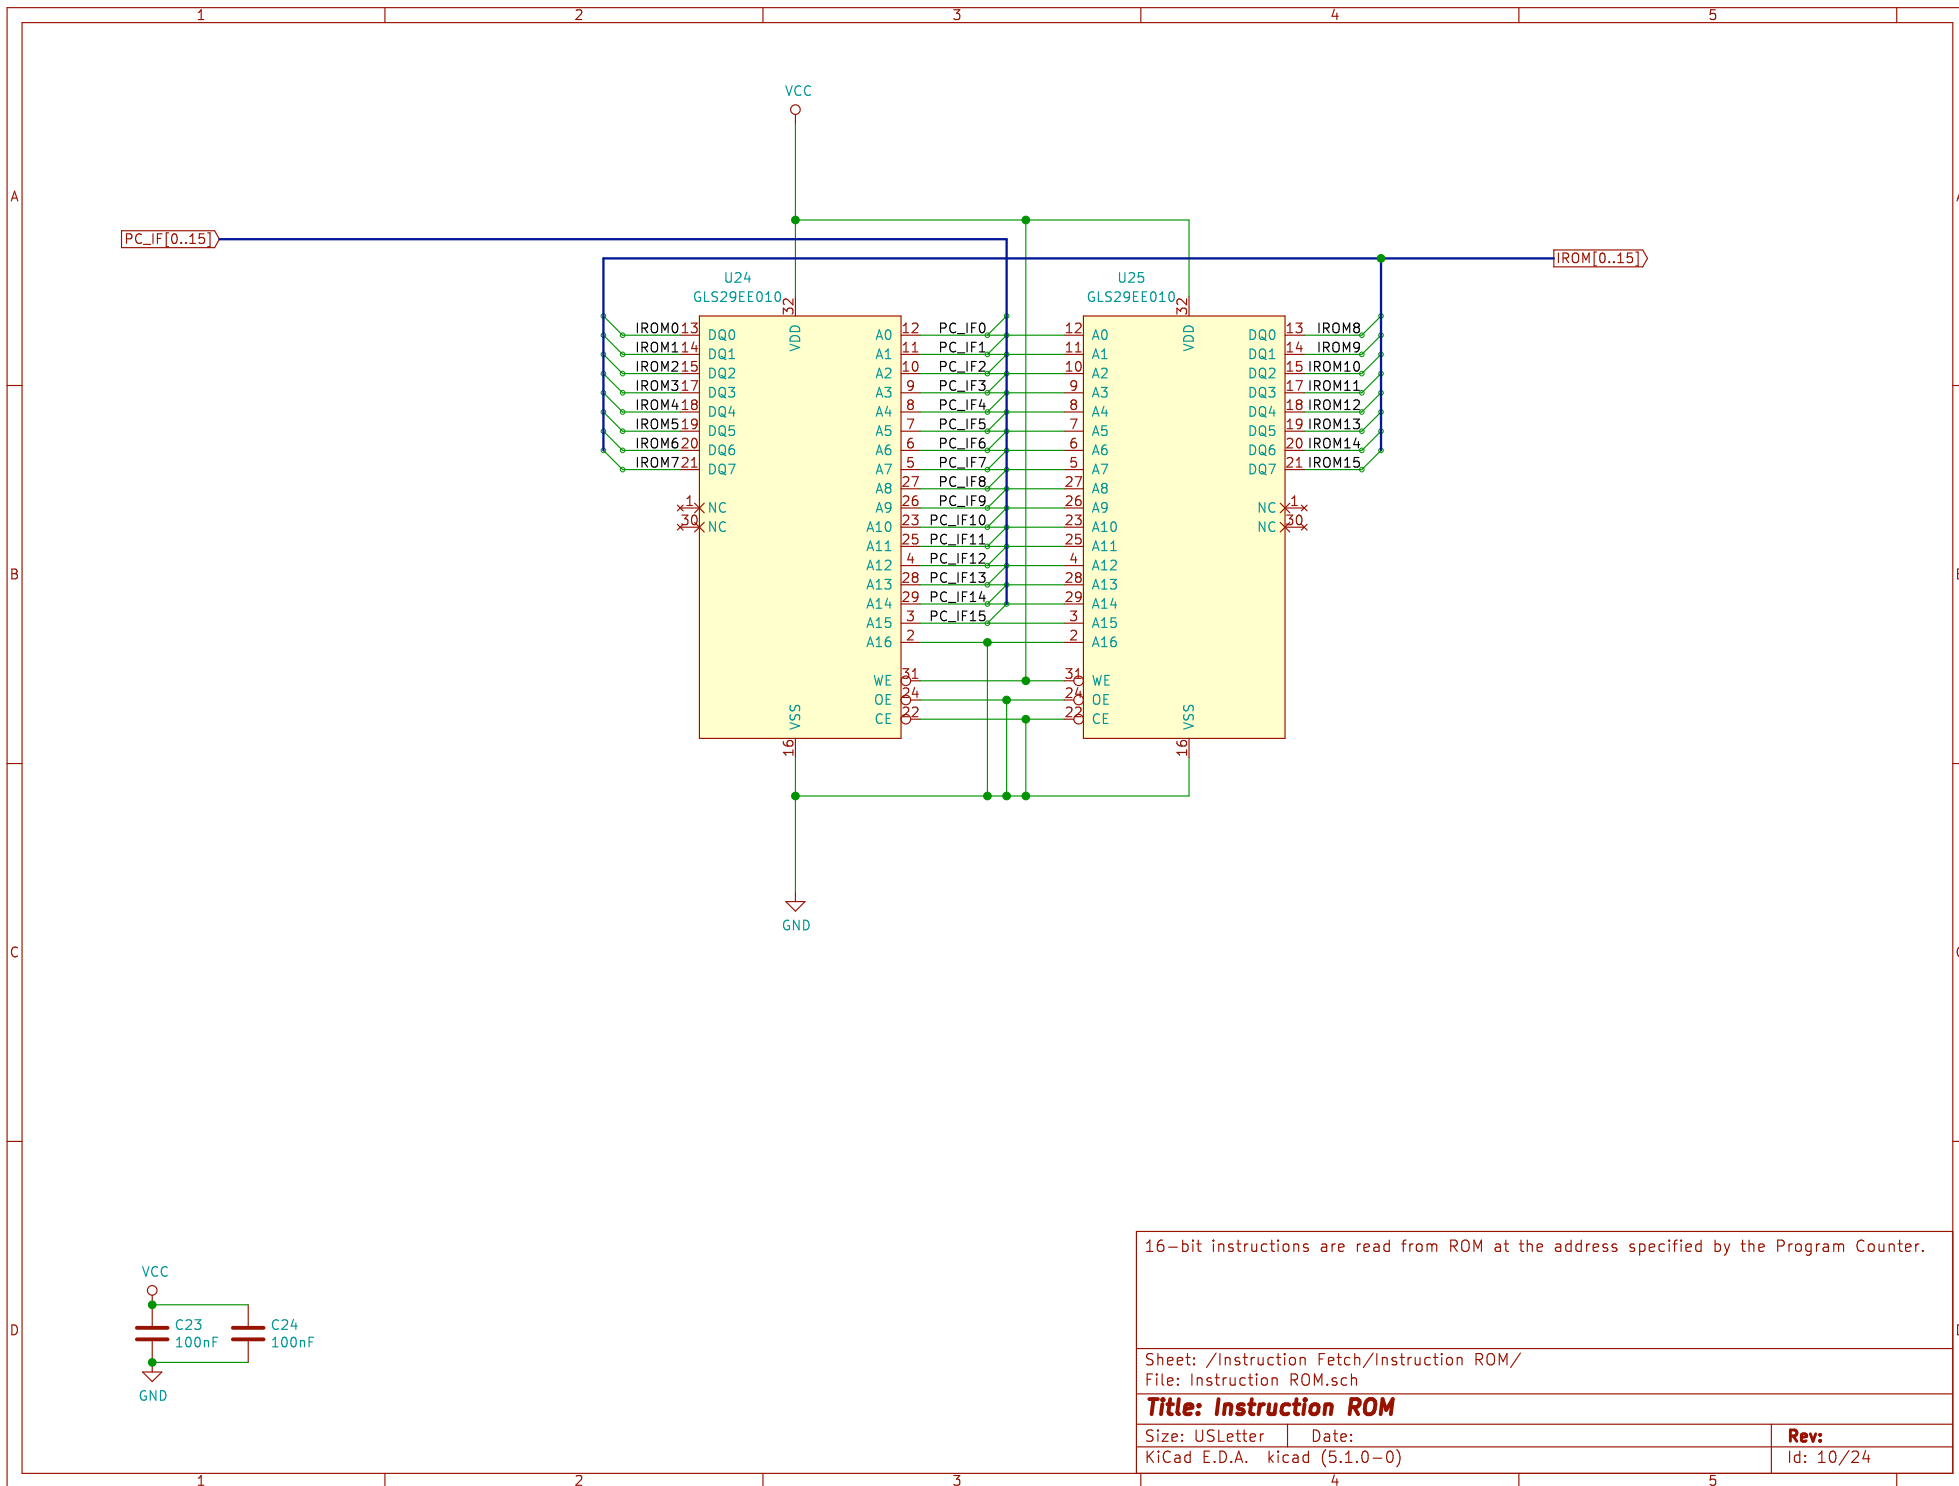 1 2 3 4 5
VCC
A
PC_IF[0..15]
IROM[0..15]
U24 U25
GLS29EE010 GLS29EE010
32 32
VDD VDD
IROM0 13 DQ0 A0 12 PC_IF0 12 A0 DQ0 13 IROM8
IROM1 14 DQ1 A1 11 PC_IF1 11 A1 DQ1 14 IROM9
IROM2 15 DQ2 A2 10 PC_IF2 10 A2 DQ2 15 IROM10
IROM3 17 DQ3 A3 9 PC_IF3 9 A3 DQ3 17 IROM11
IROM4 18 DQ4 A4 8 PC_IF4 8 A4 DQ4 18 IROM12
IROM5 19 DQ5 A5 7 PC_IF5 7 A5 DQ5 19 IROM13
IROM6 20 DQ6 A6 6 PC_IF6 6 A6 DQ6 20 IROM14
IROM7 21 DQ7 A7 5 PC_IF7 5 A7 DQ7 21 IROM15
A8 27 PC_IF8 27 A8
1 NC A9 26 PC_IF9 26 A9 NC 1
30 NC A10 23 PC_IF10 23 A10 NC 30
A11 25 PC_IF11 25 A11
A12 4 PC_IF12 4 A12
B A13 28 PC_IF13 28 A13
A14 29 PC_IF14 29 A14
A15 3 PC_IF15 3 A15
A16 2 2 A16
WE 31 31 WE
OE 24 24 OE
CE 22 22 CE
VSS VSS
16 16
GND
C
VCC
C23 C24
100nF 100nF
GND
D
16-bit instructions are read from ROM at the address specified by the Program Counter.
Sheet: /Instruction Fetch/Instruction ROM/
File: Instruction ROM.sch
Title: Instruction ROM
Size: USLetter Date: Rev:
KiCad E.D.A. kicad (5.1.0-0) Id: 10/24
1 2 3 4 5